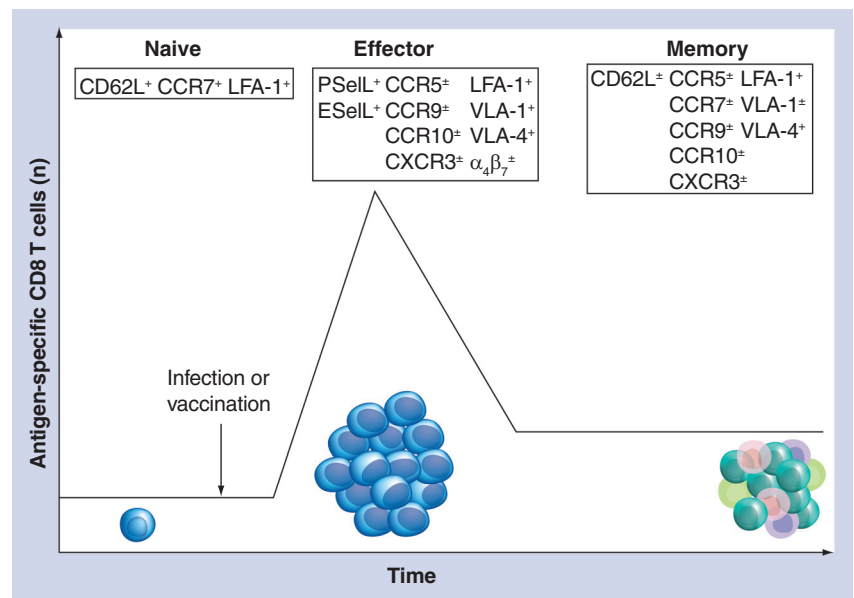 Naive
Effector
Memory
CD62L⁺ CCR7⁺ LFA-1⁺
PSelL⁺ CCR5± LFA-1⁺
ESelL⁺ CCR9± VLA-1⁺
CCR10± VLA-4⁺
CXCR3± α₄β₇±
CD62L± CCR5± LFA-1⁺
CCR7± VLA-1±
CCR9± VLA-4⁺
CCR10±
CXCR3±
Antigen-specific CD8 T cells (n)
Infection or
vaccination
Time